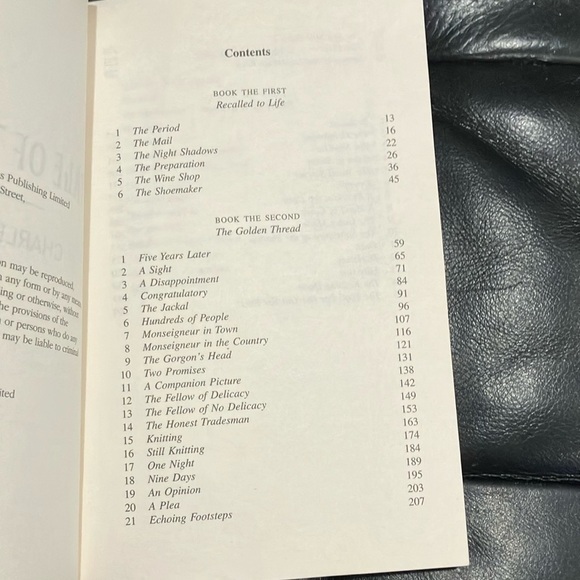 s Publishing Limited
Street,
on may be reproduced,
any form or by any means
ing or otherwise, without
he provisions of the
or persons who do any
may be liable to criminal
ited
Contents
BOOK THE FIRST
Recalled to Life
1 The Period 13
2 The Mail 16
3 The Night Shadows 22
4 The Preparation 26
5 The Wine Shop 36
6 The Shoemaker 45
BOOK THE SECOND
The Golden Thread
1 Five Years Later 59
2 A Sight 65
3 A Disappointment 71
4 Congratulatory 84
5 The Jackal 91
6 Hundreds of People 96
7 Monseigneur in Town 107
8 Monseigneur in the Country 116
9 The Gorgon's Head 121
10 Two Promises 131
11 A Companion Picture 138
12 The Fellow of Delicacy 142
13 The Fellow of No Delicacy 149
14 The Honest Tradesman 153
15 Knitting 163
16 Still Knitting 174
17 One Night 184
18 Nine Days 189
19 An Opinion 195
20 A Plea 203
21 Echoing Footsteps 207